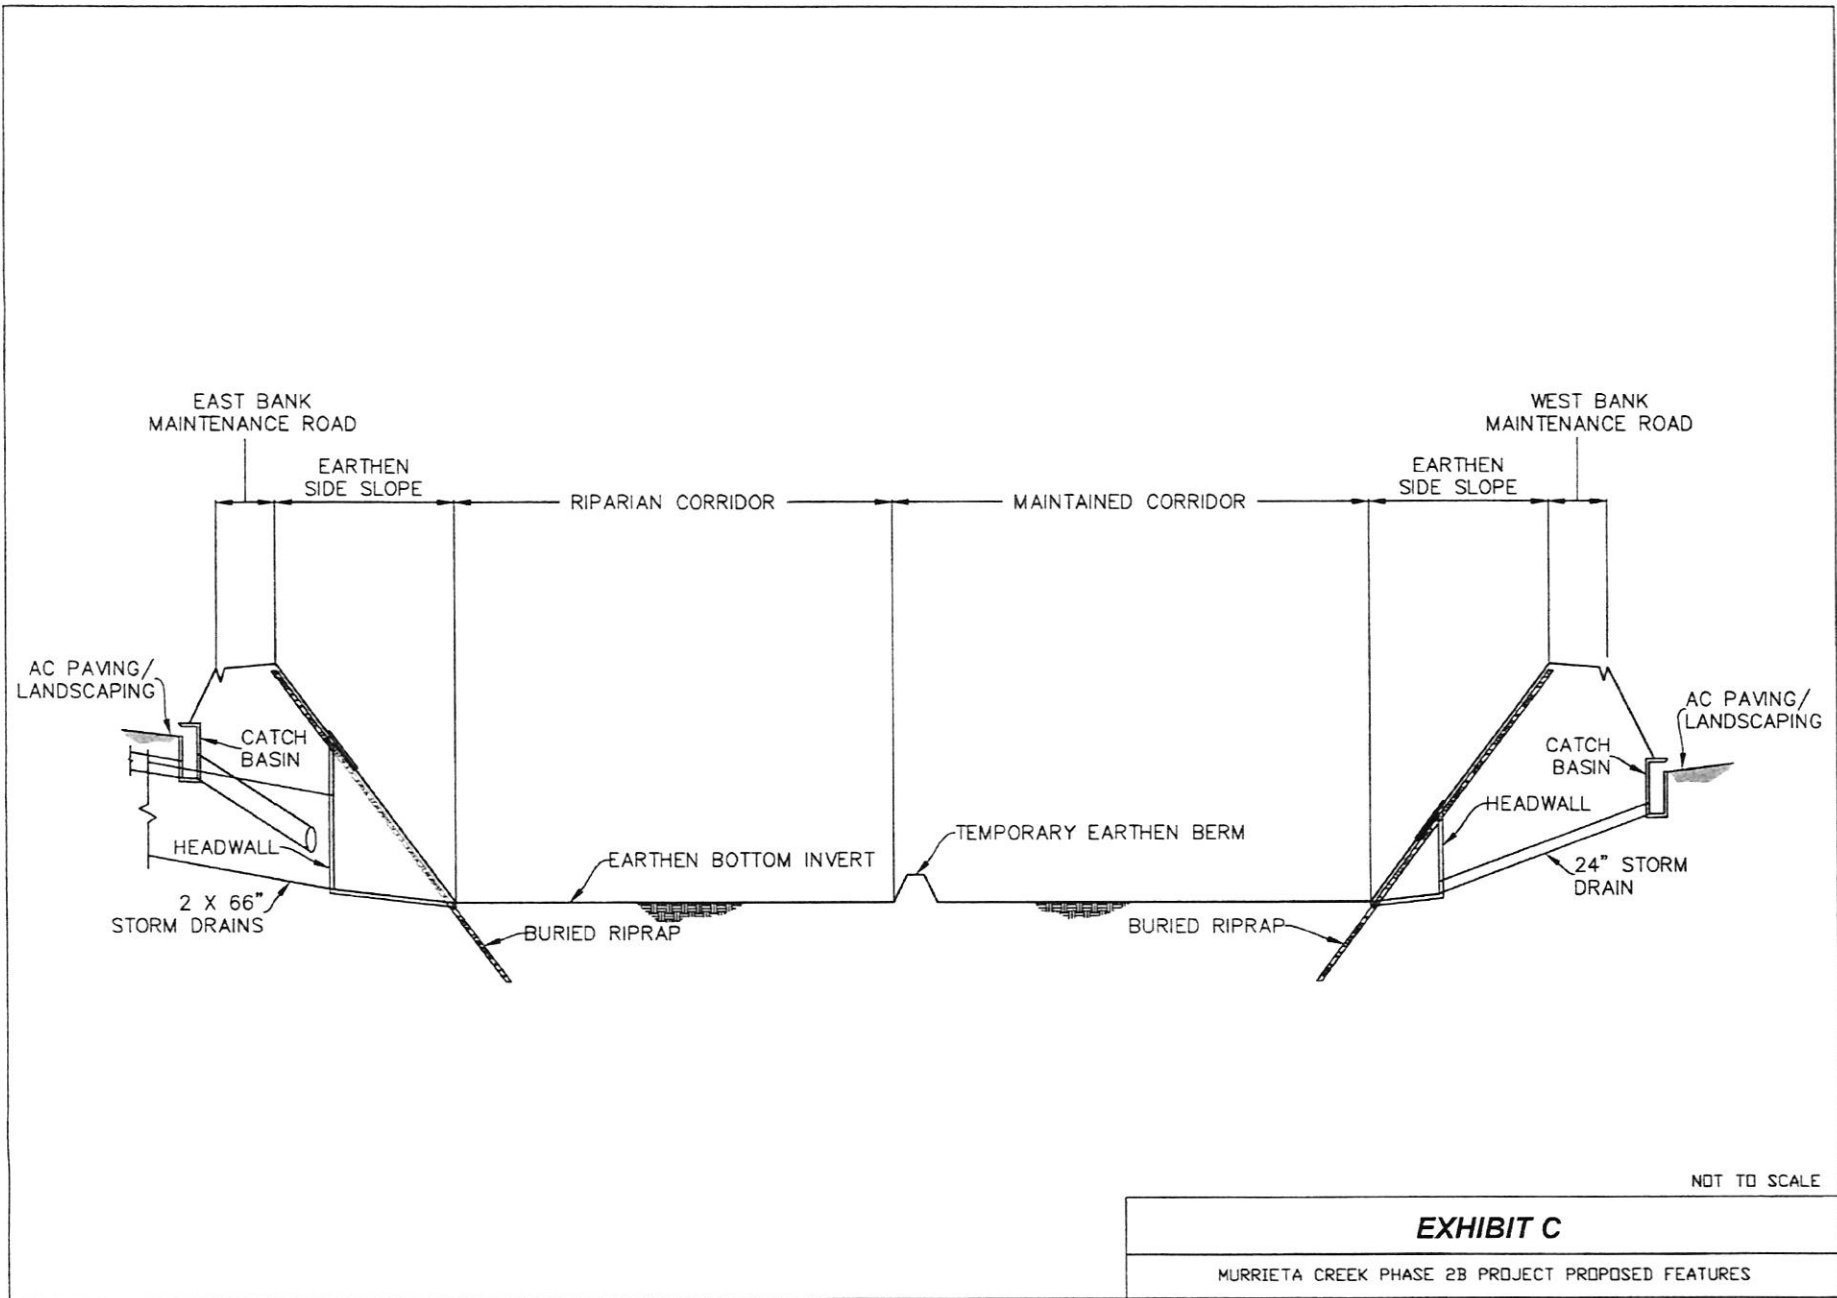 EAST BANK
MAINTENANCE ROAD
WEST BANK
MAINTENANCE ROAD
EARTHEN
SIDE SLOPE
RIPARIAN CORRIDOR
MAINTAINED CORRIDOR
EARTHEN
SIDE SLOPE
AC PAVING/
LANDSCAPING
CATCH
BASIN
HEADWALL
2 X 66"
STORM DRAINS
EARTHEN BOTTOM INVERT
BURIED RIPRAP
TEMPORARY EARTHEN BERM
BURIED RIPRAP
AC PAVING/
LANDSCAPING
CATCH
BASIN
HEADWALL
24" STORM
DRAIN
NOT TO SCALE
EXHIBIT C
MURRIETA CREEK PHASE 2B PROJECT PROPOSED FEATURES